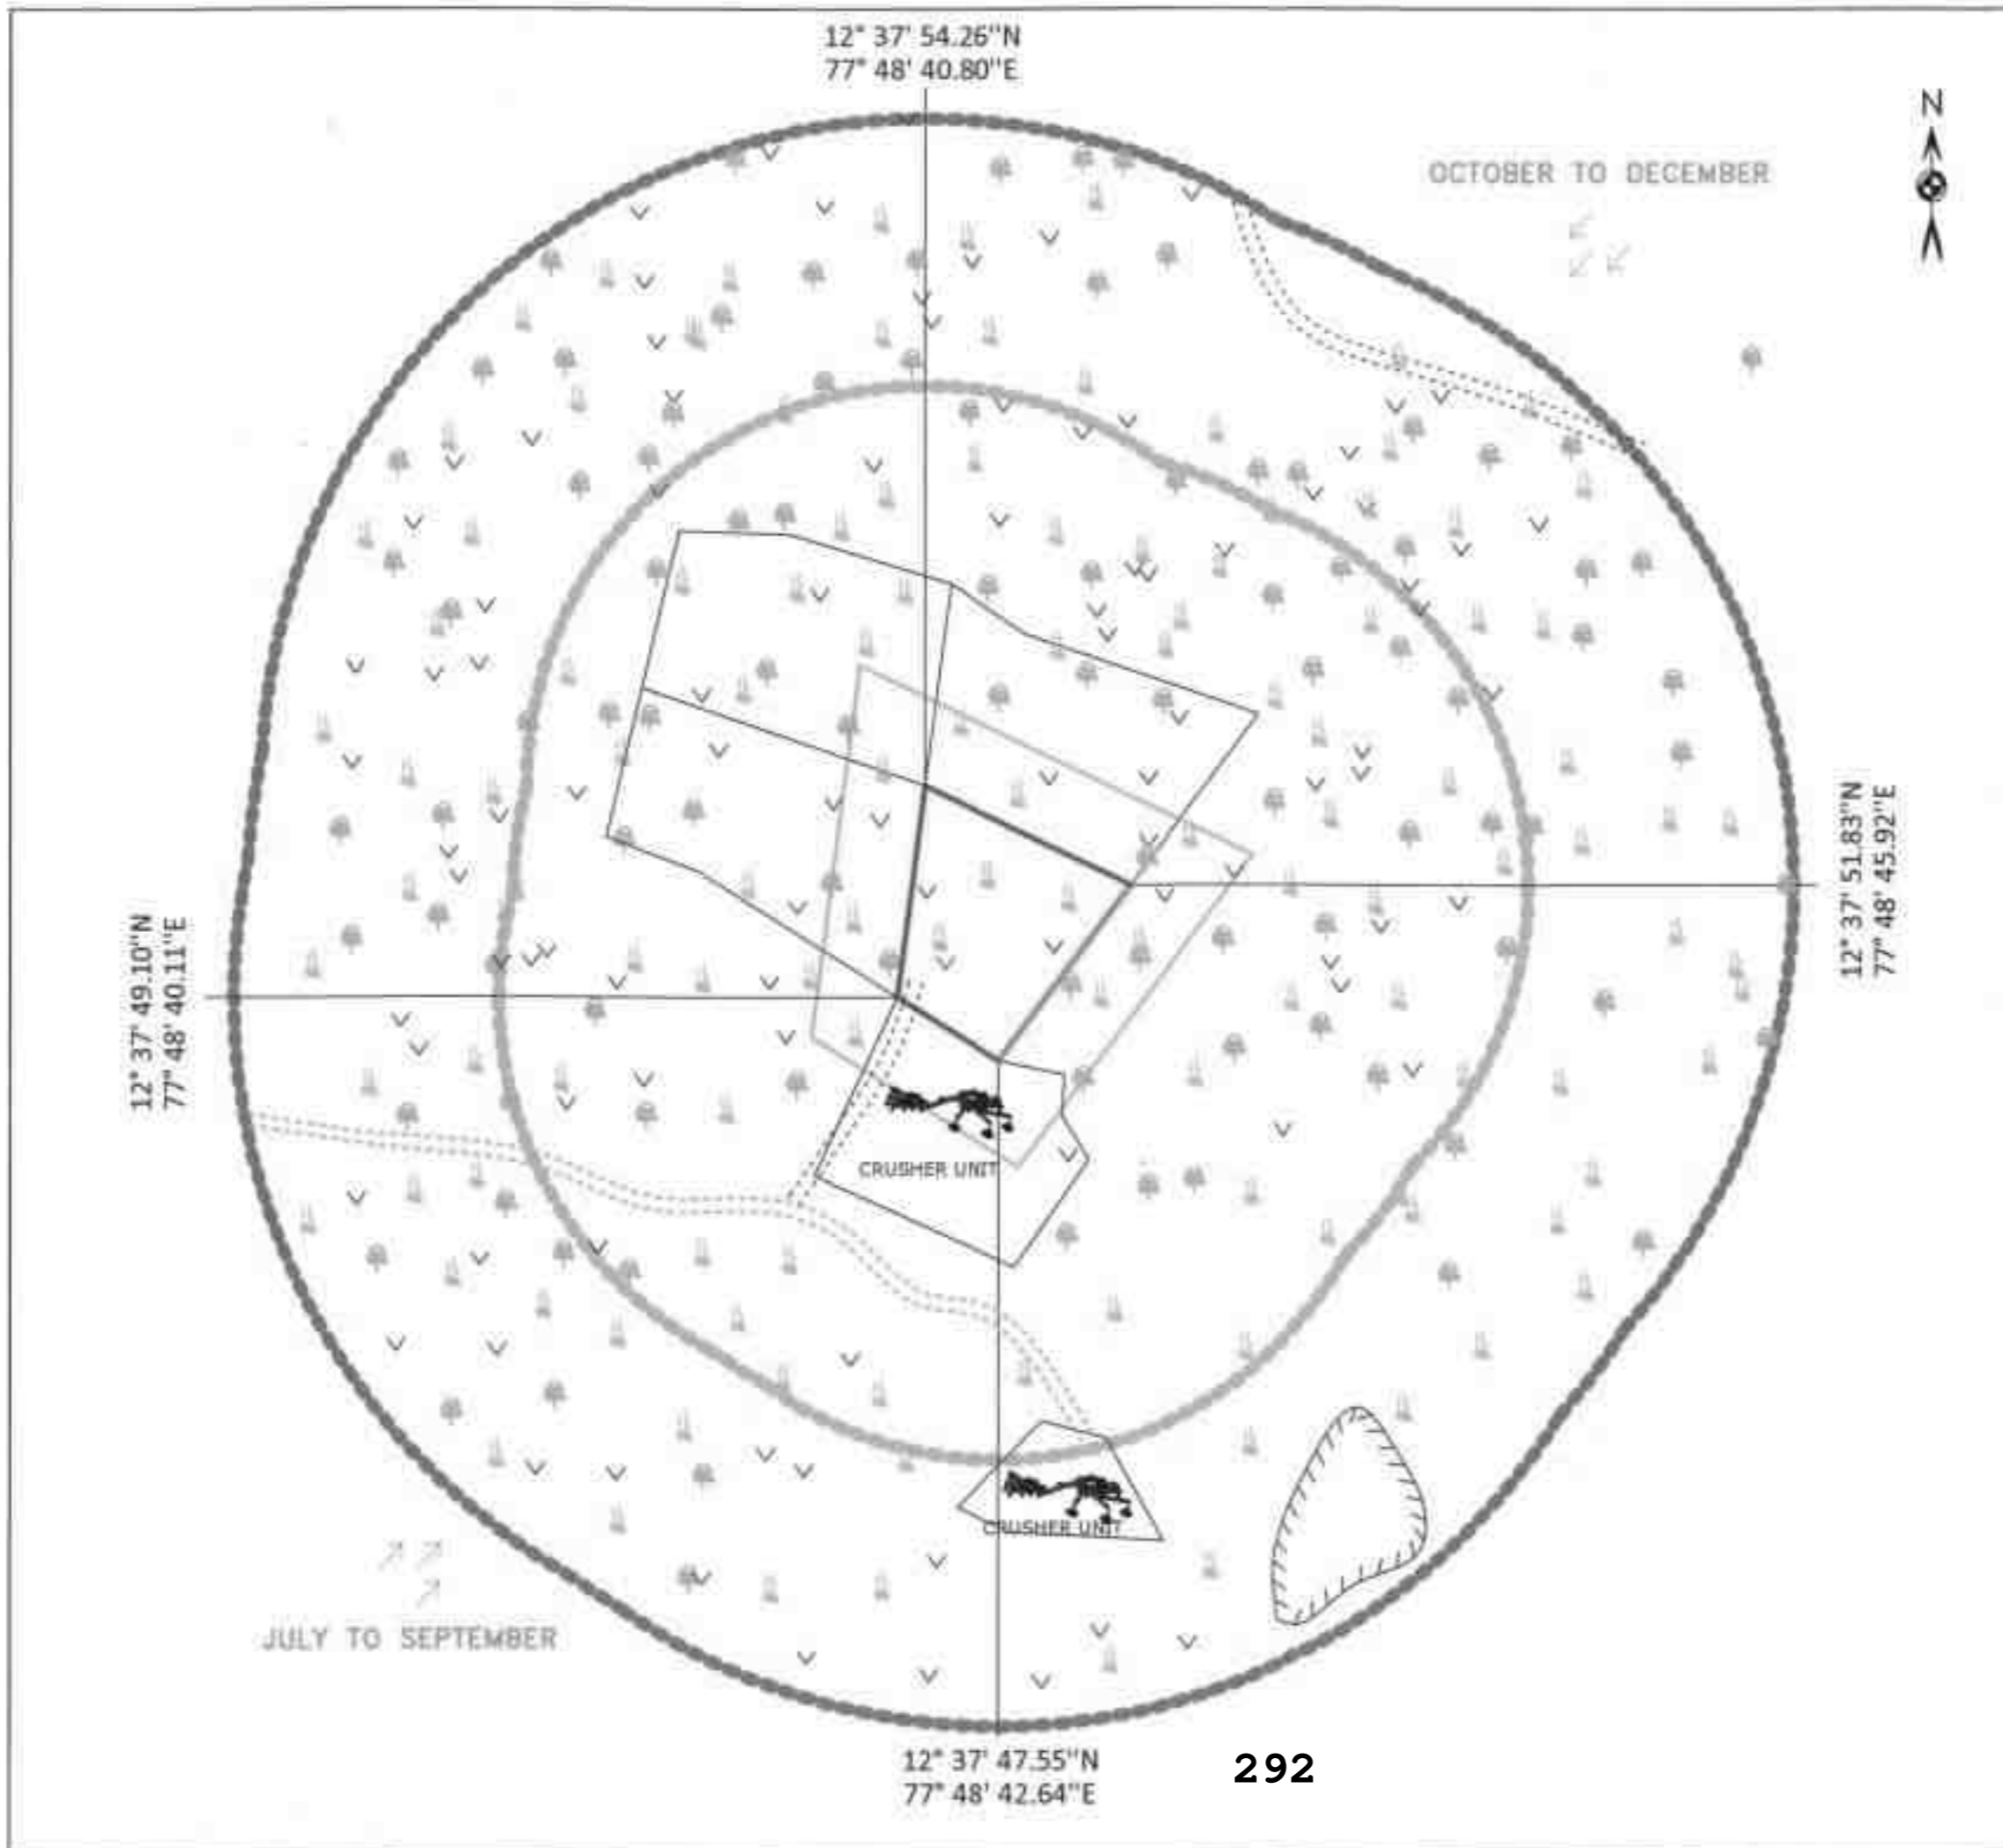 12° 37' 54.26"N
77° 48' 40.80"E
N
OCTOBER TO DECEMBER
12° 37' 51.83"N
77° 48' 45.92"E
12° 37' 49.10"N
77° 48' 40.11"E
CRUSHER UNIT
CRUSHER UNIT
JULY TO SEPTEMBER
12° 37' 47.55"N
77° 48' 42.64"E
292